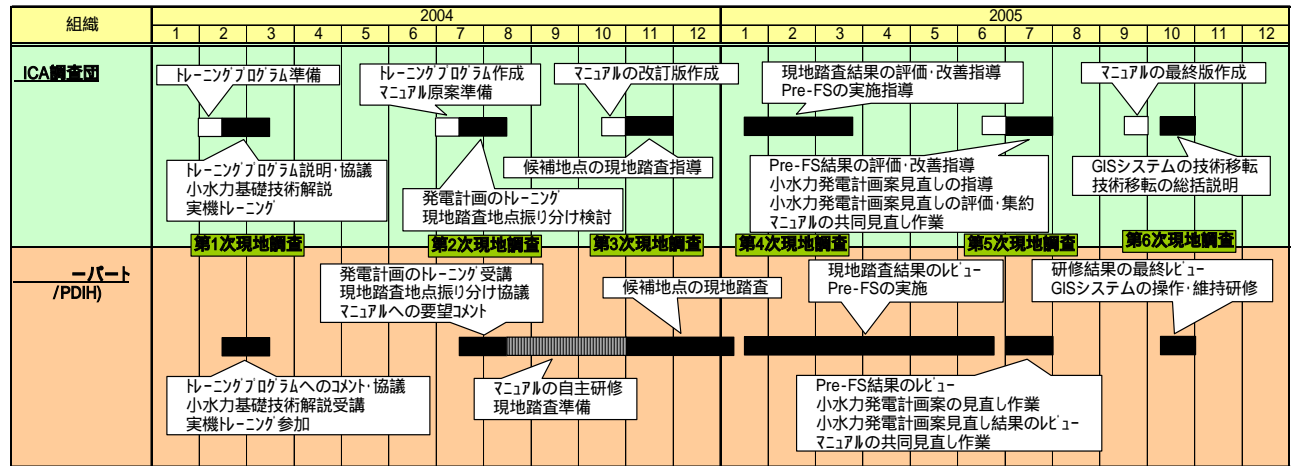 組織
2004
2005
1 2 3 4 5 6 7 8 9 10 11 12 1 2 3 4 5 6 7 8 9 10 11 12
ICA調査団
ﾄﾚｰﾆﾝｸﾞﾌﾟﾛｸﾞﾗﾑ準備
ﾄﾚｰﾆﾝｸﾞﾌﾟﾛｸﾞﾗﾑ作成
ﾏﾆｭｱﾙ原案準備
ﾏﾆｭｱﾙの改訂版作成
現地踏査結果の評価･改善指導
Pre-FSの実施指導
ﾏﾆｭｱﾙの最終版作成
ﾄﾚｰﾆﾝｸﾞﾌﾟﾛｸﾞﾗﾑ説明･協議
小水力基礎技術解説
実機ﾄﾚｰﾆﾝｸﾞ
発電計画のﾄﾚｰﾆﾝｸﾞ
現地踏査地点振り分け検討
候補地点の現地踏査指導
Pre-FS結果の評価･改善指導
小水力発電計画案見直しの指導
小水力発電計画案見直しの評価･集約
ﾏﾆｭｱﾙの共同見直し作業
GISシステムの技術移転
技術移転の総括説明
第1次現地調査
第2次現地調査
第3次現地調査
第4次現地調査
第5次現地調査
第6次現地調査
ーパート
/PDIH)
発電計画のﾄﾚｰﾆﾝｸﾞ受講
現地踏査地点振り分け協議
ﾏﾆｭｱﾙへの要望ｺﾒﾝﾄ
候補地点の現地踏査
現地踏査結果のﾚﾋﾞｭｰ
Pre-FSの実施
研修結果の最終ﾚﾋﾞｭｰ
GISシステムの操作･維持研修
ﾄﾚｰﾆﾝｸﾞﾌﾟﾛｸﾞﾗﾑへのｺﾒﾝﾄ･協議
小水力基礎技術解説受講
実機ﾄﾚｰﾆﾝｸﾞ参加
ﾏﾆｭｱﾙの自主研修
現地踏査準備
Pre-FS結果のﾚﾋﾞｭｰ
小水力発電計画案の見直し作業
小水力発電計画案見直し結果のﾚﾋﾞｭｰ
ﾏﾆｭｱﾙの共同見直し作業